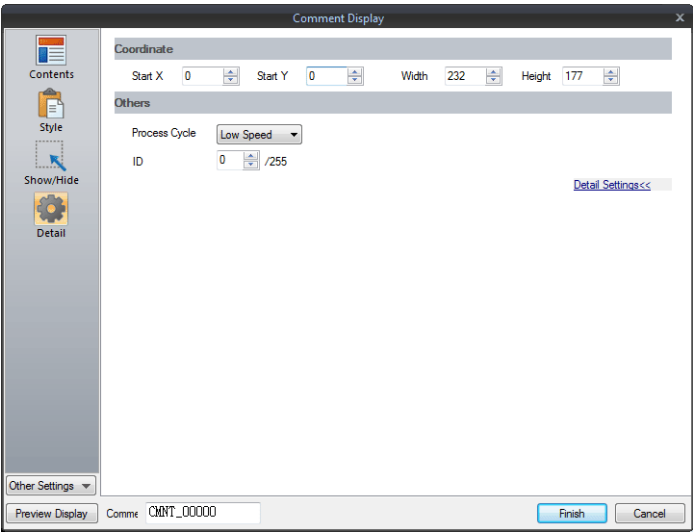 Comment Display
x
Contents
Style
Show/Hide
Detail
Coordinate
Start X 0 Start Y 0 Width 232 Height 177
Others
Process Cycle Low Speed
ID 0 /255
Detail Settings<<
Other Settings
Preview Display Comme CMNT_00000 Finish Cancel